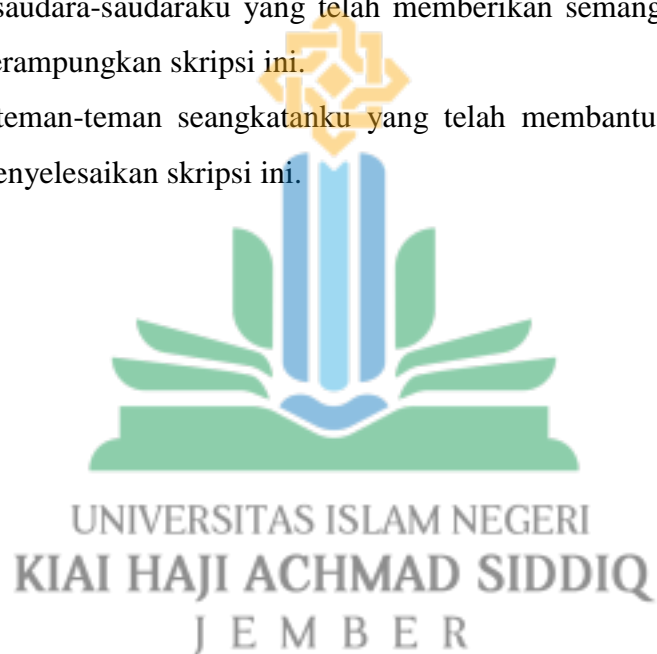 saudara-saudaraku yang telah memberikan semang
erampungkan skripsi ini.
teman-teman seangkatanku yang telah membantu
enyelesaikan skripsi ini.
UNIVERSITAS ISLAM NEGERI
KIAI HAJI ACHMAD SIDDIQ
JEMBER